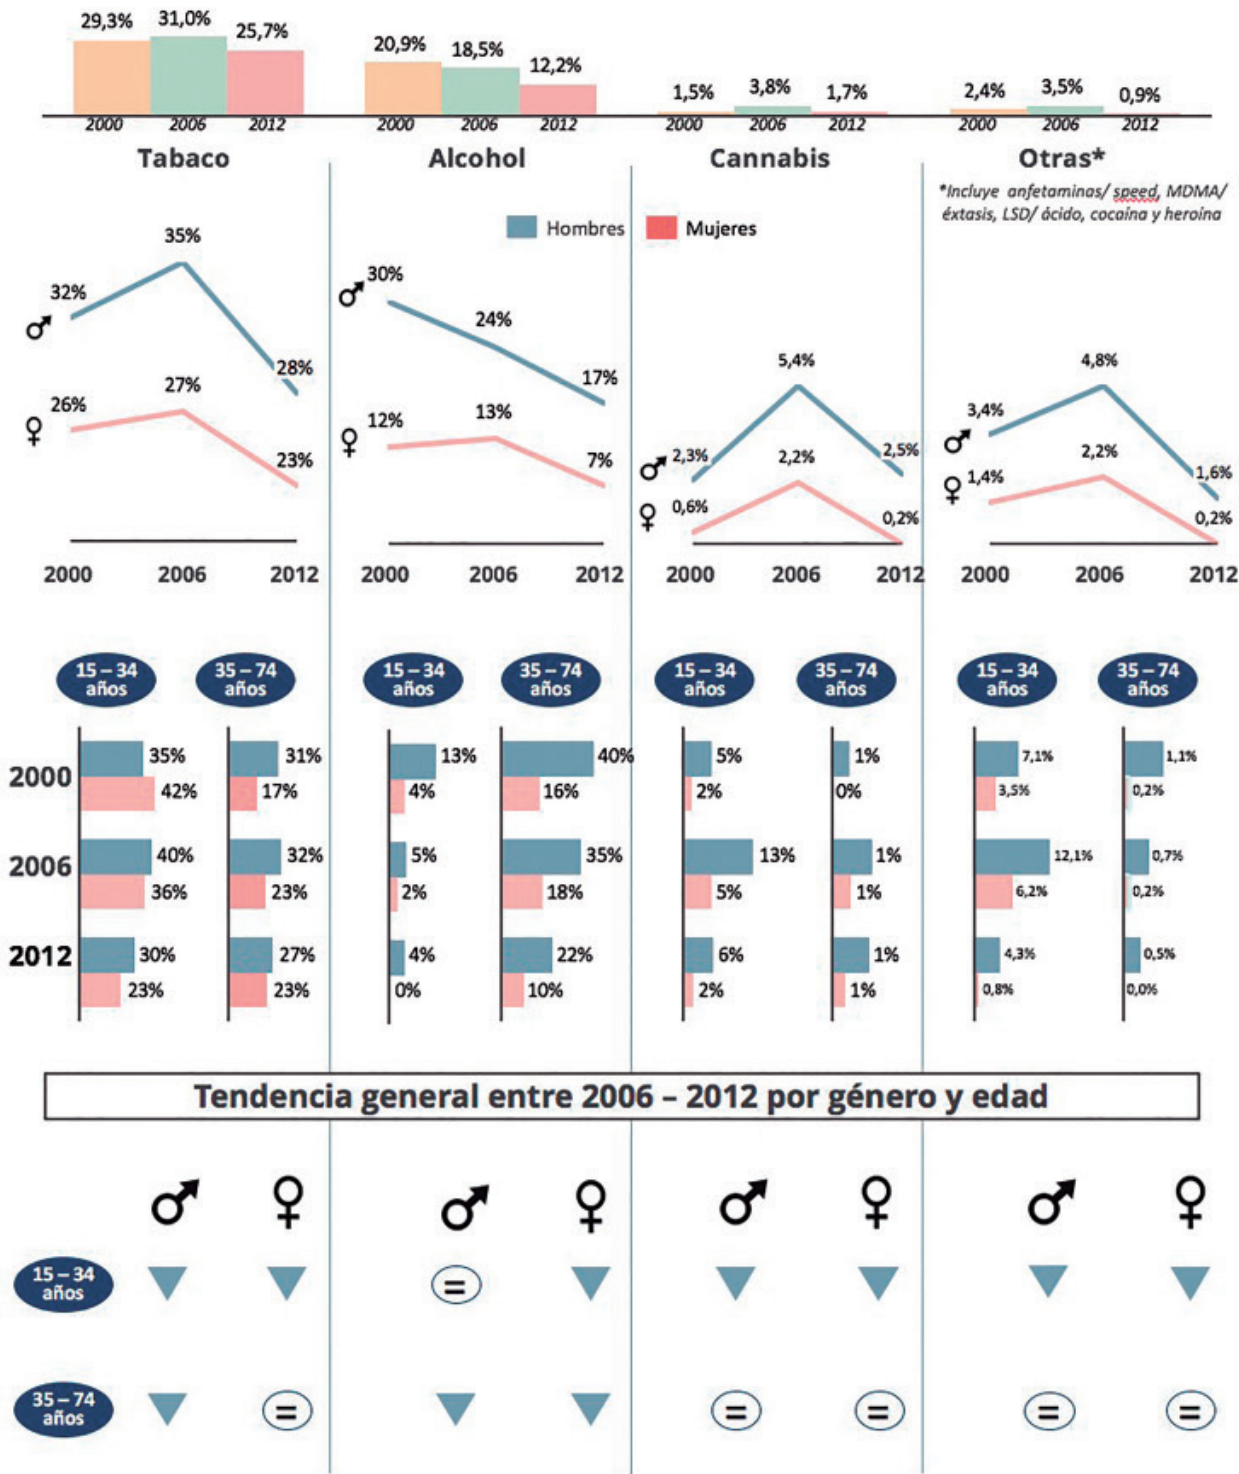 29,3% 31,0% 25,7%
2000 2006 2012
Tabaco
20,9% 18,5% 12,2%
2000 2006 2012
Alcohol
1,5% 3,8% 1,7%
2000 2006 2012
Cannabis
2,4% 3,5% 0,9%
2000 2006 2012
Otras*
*Incluye anfetaminas/ speed, MDMA/
éxtasis, LSD/ ácido, cocaína y heroína
Hombres Mujeres
32% 35% 28%
26% 27% 23%
2000 2006 2012
30% 24% 17%
12% 13% 7%
2000 2006 2012
2,3% 5,4% 2,5%
0,6% 2,2% 0,2%
2000 2006 2012
3,4% 4,8% 1,6%
1,4% 2,2% 0,2%
2000 2006 2012
15 – 34
años
35 – 74
años
15 – 34
años
35 – 74
años
15 – 34
años
35 – 74
años
15 – 34
años
35 – 74
años
2000
35% 31% 13% 40% 5% 1% 7,1% 1,1%
42% 17% 4% 16% 2% 0% 3,5% 0,2%
2006
40% 32% 5% 35% 13% 1% 12,1% 0,7%
36% 23% 2% 18% 5% 1% 6,2% 0,2%
2012
30% 27% 4% 22% 6% 1% 4,3% 0,5%
23% 23% 0% 10% 2% 1% 0,8% 0,0%
Tendencia general entre 2006 – 2012 por género y edad
15 – 34
años
=
35 – 74
años
= = = = =